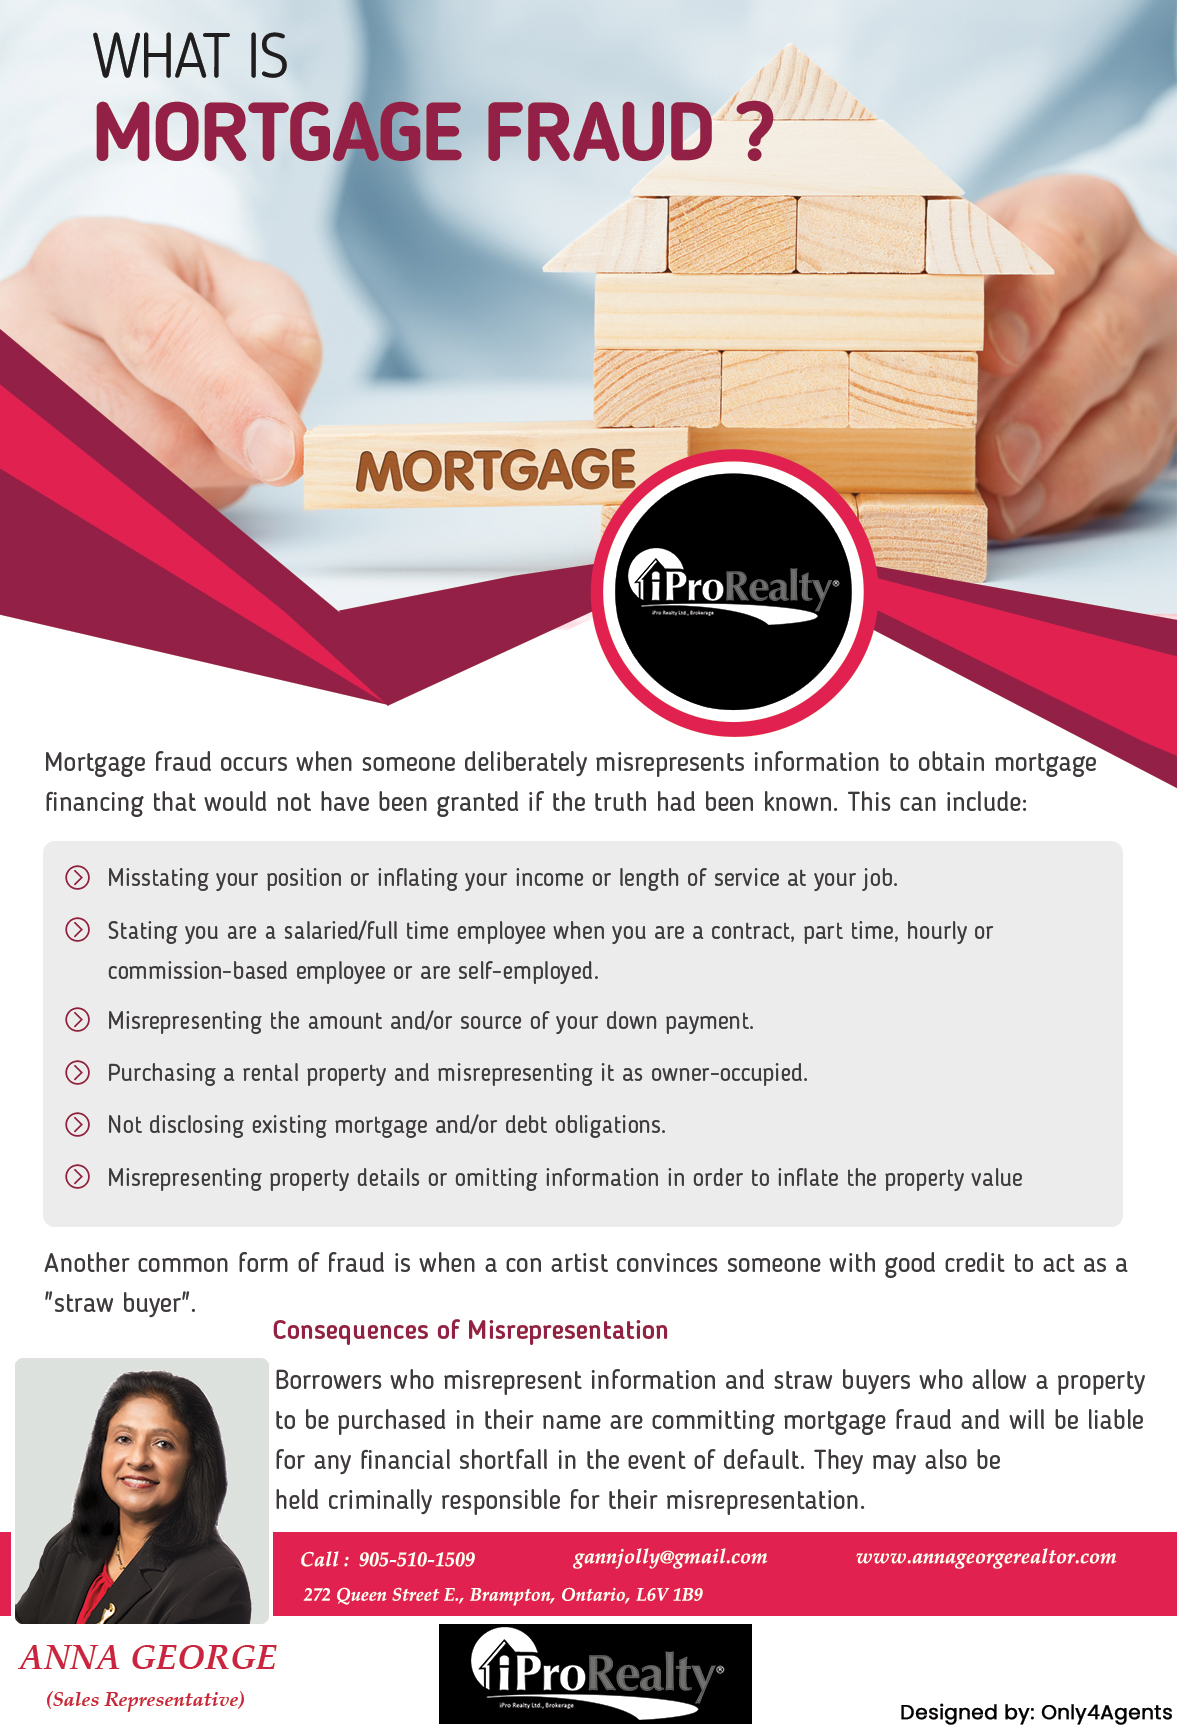 WHAT IS
MORTGAGE FRAUD ?
MORTGAGE
iProRealty®
iPro Realty Ltd., Brokerage
Mortgage fraud occurs when someone deliberately misrepresents information to obtain mortgage
financing that would not have been granted if the truth had been known. This can include:
Misstating your position or inflating your income or length of service at your job.
Stating you are a salaried/full time employee when you are a contract, part time, hourly or
commission-based employee or are self-employed.
Misrepresenting the amount and/or source of your down payment.
Purchasing a rental property and misrepresenting it as owner-occupied.
Not disclosing existing mortgage and/or debt obligations.
Misrepresenting property details or omitting information in order to inflate the property value
Another common form of fraud is when a con artist convinces someone with good credit to act as a
"straw buyer".
Consequences of Misrepresentation
Borrowers who misrepresent information and straw buyers who allow a property
to be purchased in their name are committing mortgage fraud and will be liable
for any financial shortfall in the event of default. They may also be
held criminally responsible for their misrepresentation.
Call : 905-510-1509 gannjolly@gmail.com www.annageorgerealtor.com
272 Queen Street E., Brampton, Ontario, L6V 1B9
ANNA GEORGE
(Sales Representative)
iProRealty®
iPro Realty Ltd., Brokerage
Designed by: Only4Agents